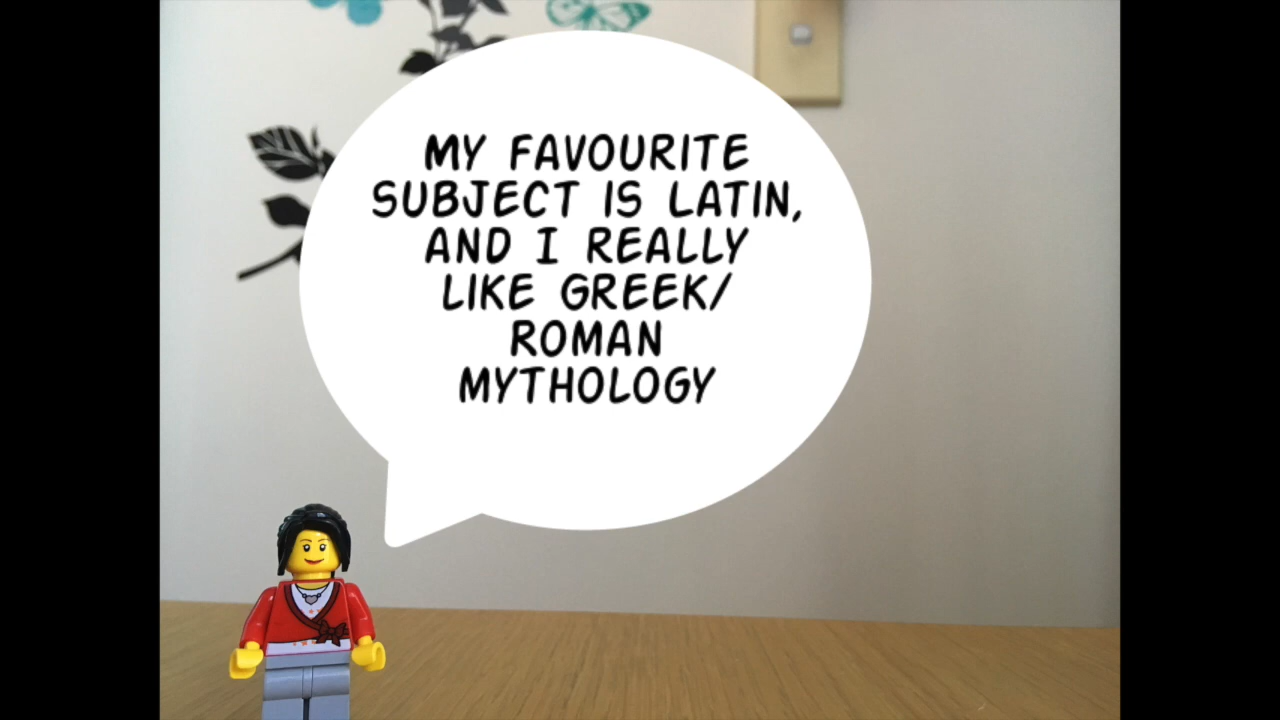 MY FAVOURITE
SUBJECT IS LATIN,
AND I REALLY
LIKE GREEK/
ROMAN
MYTHOLOGY